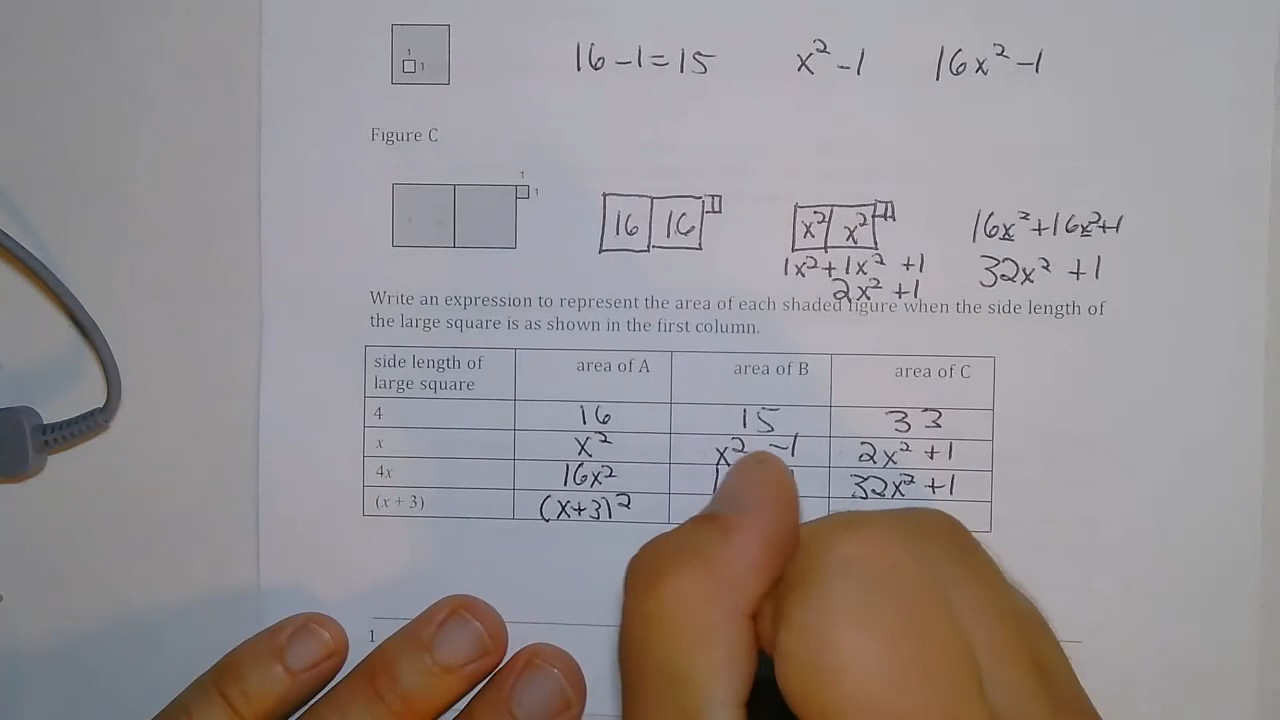 1
1
16 - 1 = 15
x² - 1
16x² - 1
Figure C
1
1
16 16 1
x² x² 1
1x² + 1x² + 1
2x² + 1
16x² + 16x² + 1
32x² + 1
Write an expression to represent the area of each shaded figure when the side length of
the large square is as shown in the first column.
side length of
large square
area of A
area of B
area of C
4 16 15 33
x x² x² - 1 2x² + 1
4x 16x² 32x² + 1
(x + 3) (x+3)²
1